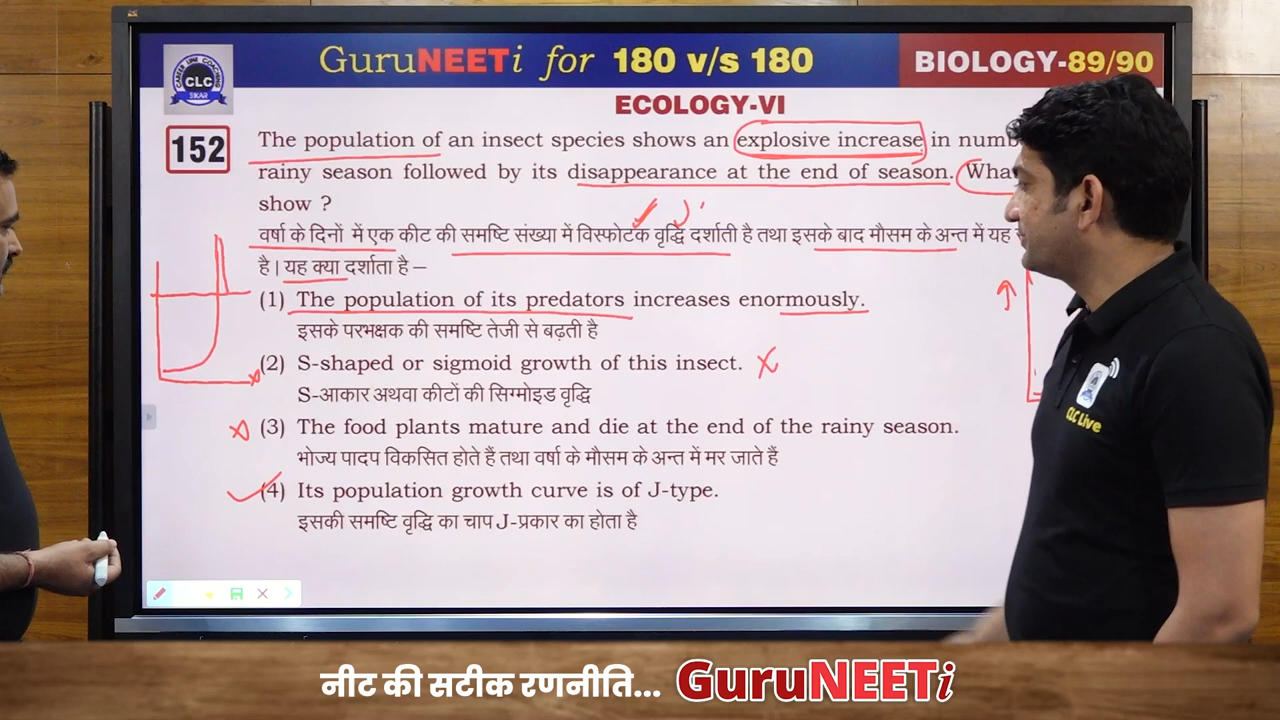 CAREER LINE COACHING
CLC
SIKAR
GuruNEETi for 180 v/s 180
BIOLOGY-89/90
ECOLOGY-VI
152
The population of an insect species shows an explosive increase in
rainy season followed by its disappearance at the end of season.
show ?
वर्षा के दिनों में एक कीट की समष्टि संख्या में विस्फोटक वृद्धि दर्शाती है तथा इसके बाद मौसम के अन्त में यह
है। यह क्या दर्शाता है –
(1) The population of its predators increases enormously.
इसके परभक्षक की समष्टि तेजी से बढ़ती है
(2) S-shaped or sigmoid growth of this insect.
S-आकार अथवा कीटों की सिग्मोइड वृद्धि
(3) The food plants mature and die at the end of the rainy season.
भोज्य पादप विकसित होते हैं तथा वर्षा के मौसम के अन्त में मर जाते हैं
(4) Its population growth curve is of J-type.
इसकी समष्टि वृद्धि का चाप J-प्रकार का होता है
CLC Live
नीट की सटीक रणनीति... GuruNEETi